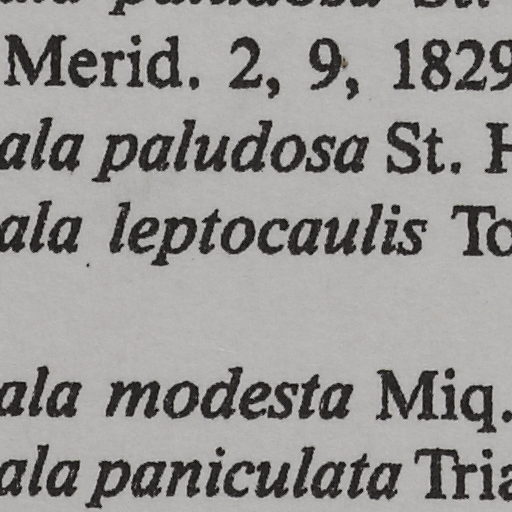 Merid. 2, 9, 1829
ala paludosa St. H
ala leptocaulis To
ala modesta Miq.
ala paniculata Tria